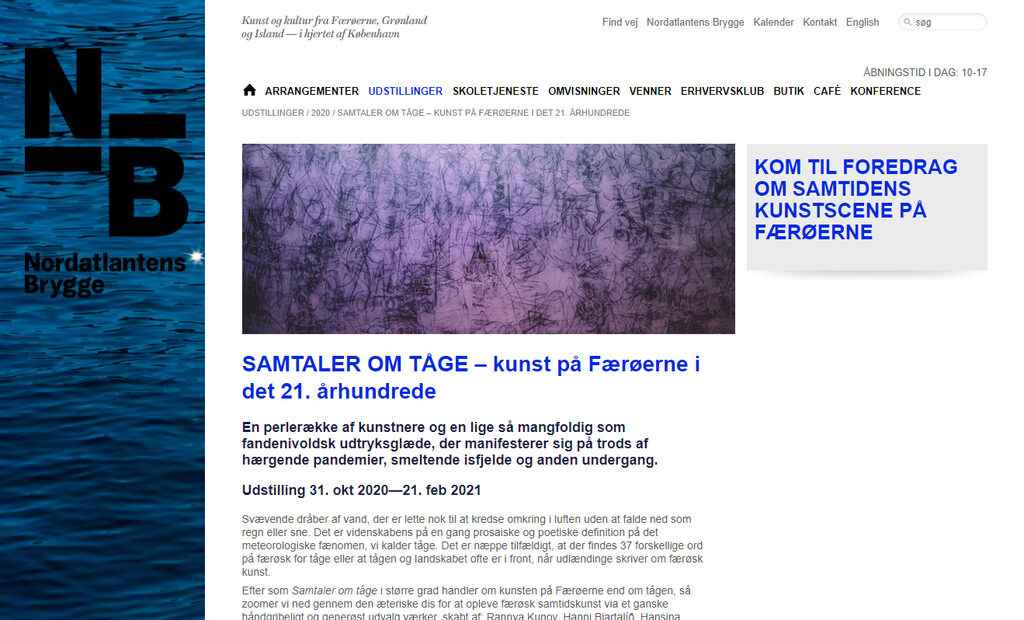 N
B
Nordatlantens
Brygge
Kunst og kultur fra Færøerne, Grønland
og Island — i hjertet af København
Find vej Nordatlantens Brygge Kalender Kontakt English søg
ÅBNINGSTID I DAG: 10-17
ARRANGEMENTER UDSTILLINGER SKOLETJENESTE OMVISNINGER VENNER ERHVERVSKLUB BUTIK CAFÉ KONFERENCE
UDSTILLINGER / 2020 / SAMTALER OM TÅGE – KUNST PÅ FÆRØERNE I DET 21. ÅRHUNDREDE
KOM TIL FOREDRAG
OM SAMTIDENS
KUNSTSCENE PÅ
FÆRØERNE
SAMTALER OM TÅGE – kunst på Færøerne i
det 21. århundrede
En perlerække af kunstnere og en lige så mangfoldig som
fandenivoldsk udtryksglæde, der manifesterer sig på trods af
hærgende pandemier, smeltende isfjelde og anden undergang.
Udstilling 31. okt 2020—21. feb 2021
Svævende dråber af vand, der er lette nok til at kredse omkring i luften uden at falde ned som
regn eller sne. Det er videnskabens på en gang prosaiske og poetiske definition på det
meteorologiske fænomen, vi kalder tåge. Det er næppe tilfældigt, at der findes 37 forskellige ord
på færøsk for tåge eller at tågen og landskabet ofte er i front, når udlændinge skriver om færøsk
kunst.
Efter som Samtaler om tåge i større grad handler om kunsten på Færøerne end om tågen, så
zoomer vi ned gennem den æteriske dis for at opleve færøsk samtidskunst via et ganske
håndgribeligt og generøst udvalg værker, skabt af: Rannva Kunoy, Hanni Bjartalíð, Hansina